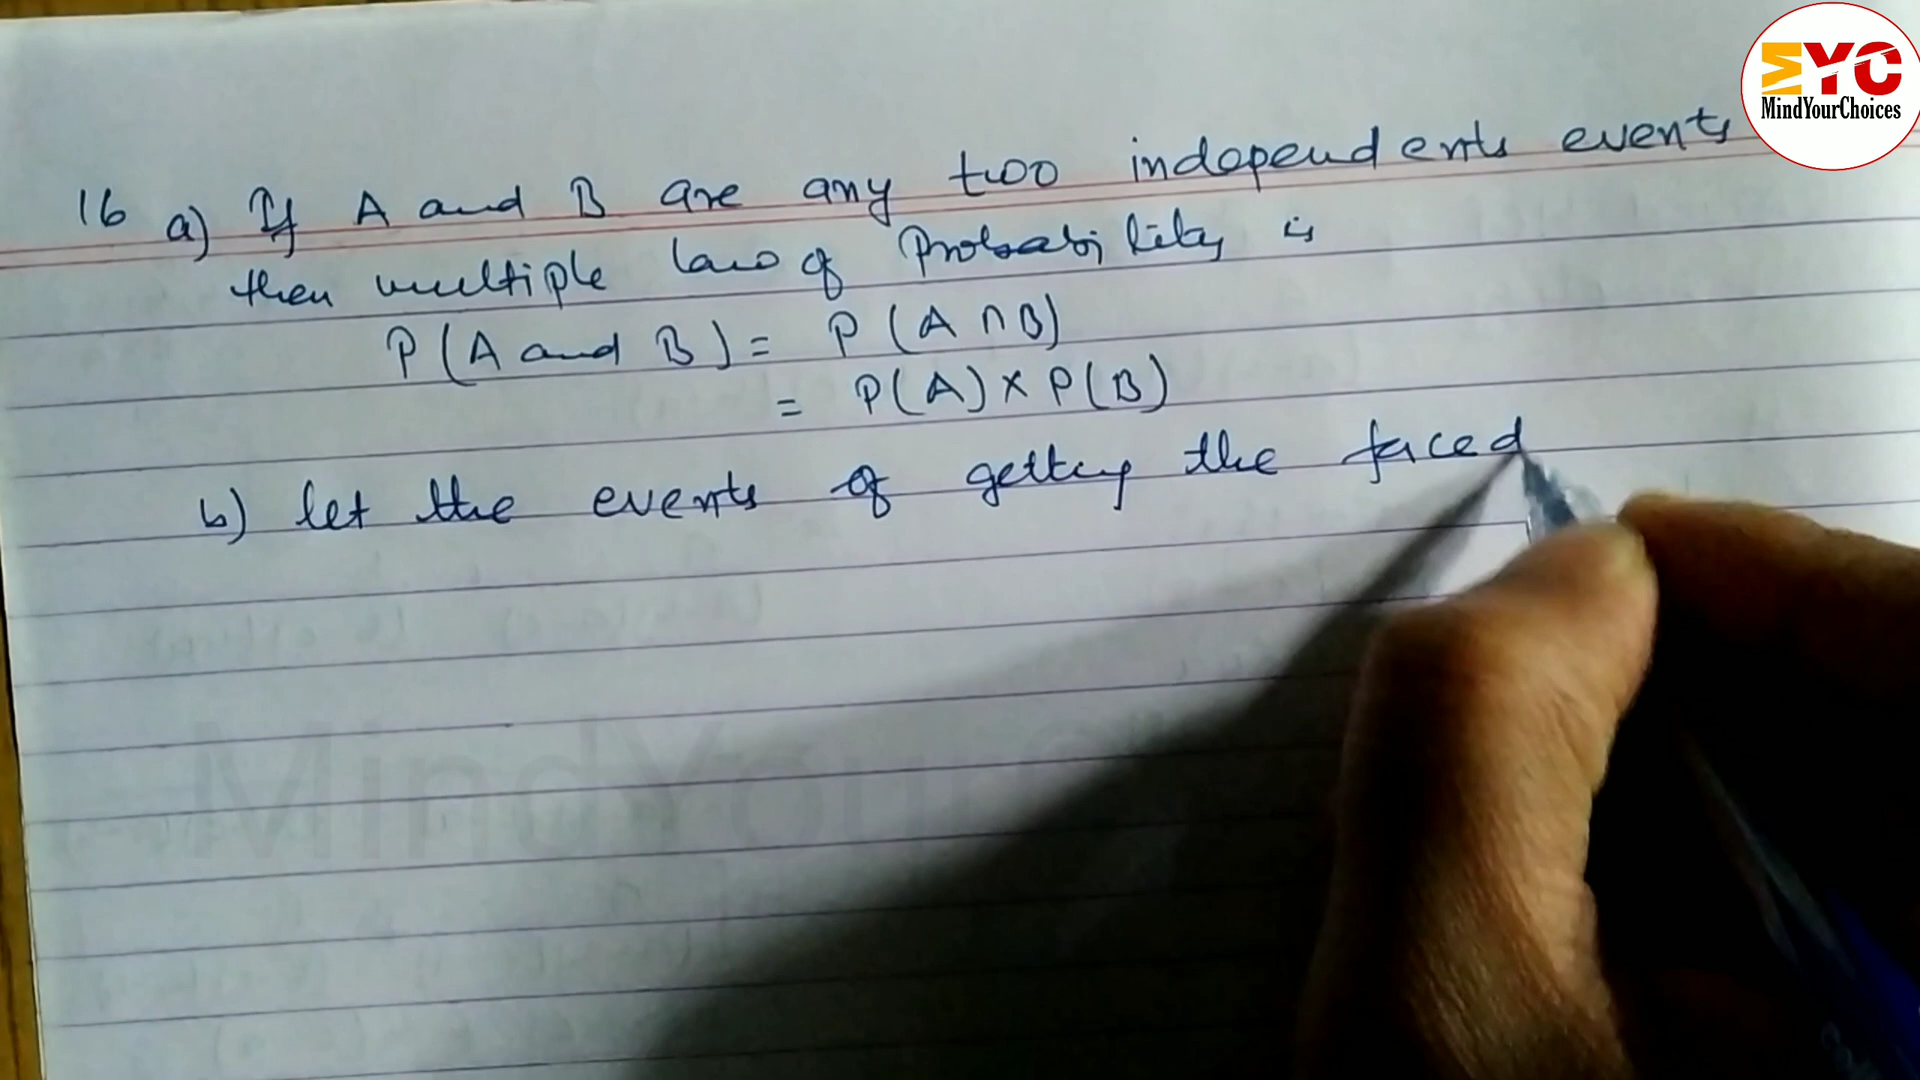 MYC
MindYourChoices
16 a) If A and B are any two independents events
then multiple law of Probability is
P(A and B) = P(A∩B)
= P(A)×P(B)
b) let the events of getting the faced
MindYour